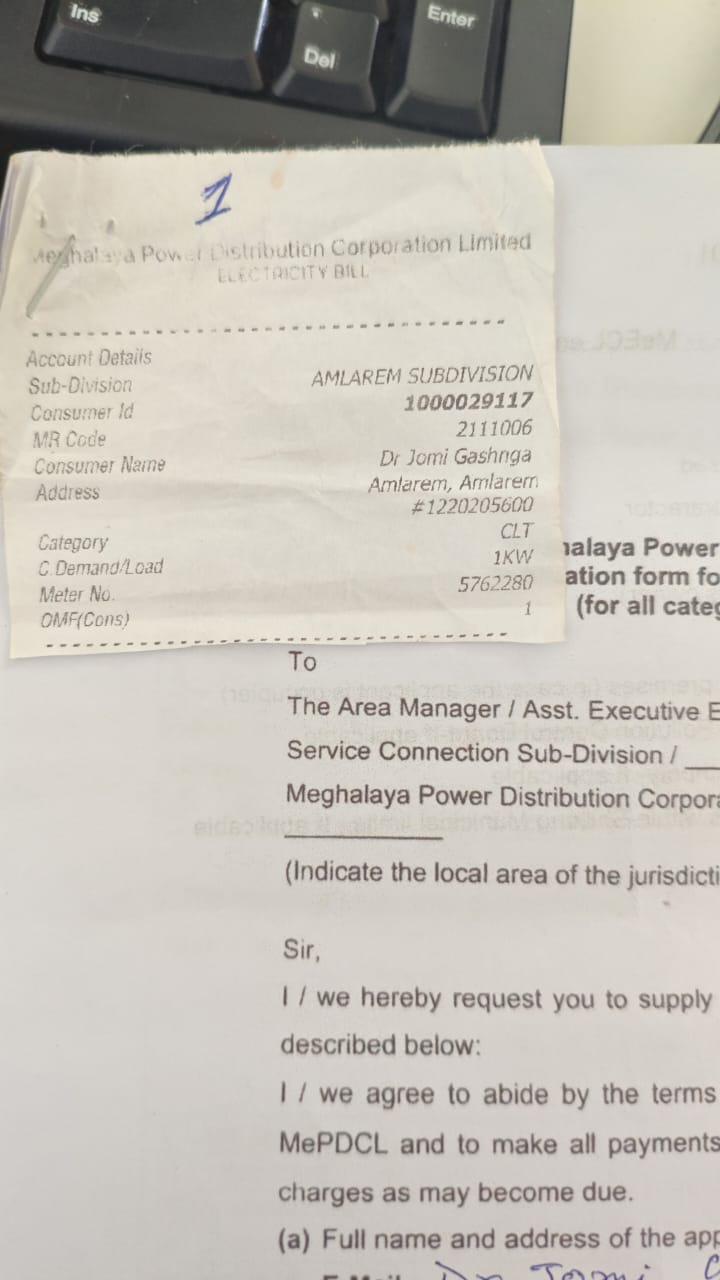 Ins
Del
Enter
1
Meghalaya Power Distribution Corporation Limited
ELECTRICITY BILL
Account Details
Sub-Division AMLAREM SUBDIVISION
Consumer Id 1000029117
MR Code 2111006
Consumer Name Dr Jomi Gashnga
Address Amlarem, Amlarem
#1220205600
Category CLT
C.Demand/Load 1KW
Meter No. 5762280
OMF(Cons) 1
halaya Power
ation form fo
(for all categ
To
The Area Manager / Asst. Executive E
Service Connection Sub-Division /
Meghalaya Power Distribution Corpora
(Indicate the local area of the jurisdicti
Sir,
I / we hereby request you to supply
described below:
I / we agree to abide by the terms
MePDCL and to make all payments
charges as may become due.
(a) Full name and address of the app
Dr Jomi G